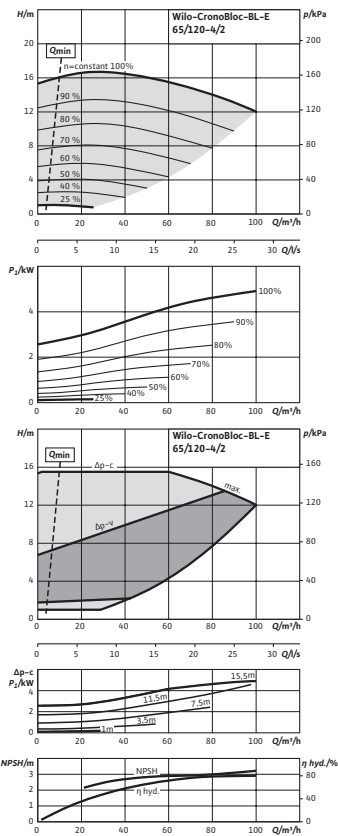 H/m
Wilo-CronoBloc-BL-E
65/120-4/2
p/kPa
Qmin
n=constant 100%
90 %
80 %
70 %
60 %
50 %
40 %
25 %
20
16
12
8
4
0
200
160
120
80
40
0
0 20 40 60 80 100 Q/m³/h
0 5 10 15 20 25 30 Q/l/s
P₁/kW
4
2
0
100%
90%
80%
70%
60%
50%
40%
25%
0 20 40 60 80 100 Q/m³/h
H/m
Wilo-CronoBloc-BL-E
65/120-4/2
p/kPa
Qmin
Δp-c
max.
Δp-v
16
12
8
4
0
160
120
80
40
0
0 20 40 60 80 100 Q/m³/h
0 5 10 15 20 25 30 Q/l/s
Δp-c
P₁/kW
4
2
0
15,5m
11,5m
7,5m
3,5m
1m
0 20 40 60 80 100 Q/m³/h
NPSH/m
η hyd./%
3
2
1
0
NPSH
η hyd.
80
40
0
0 20 40 60 80 100 Q/m³/h